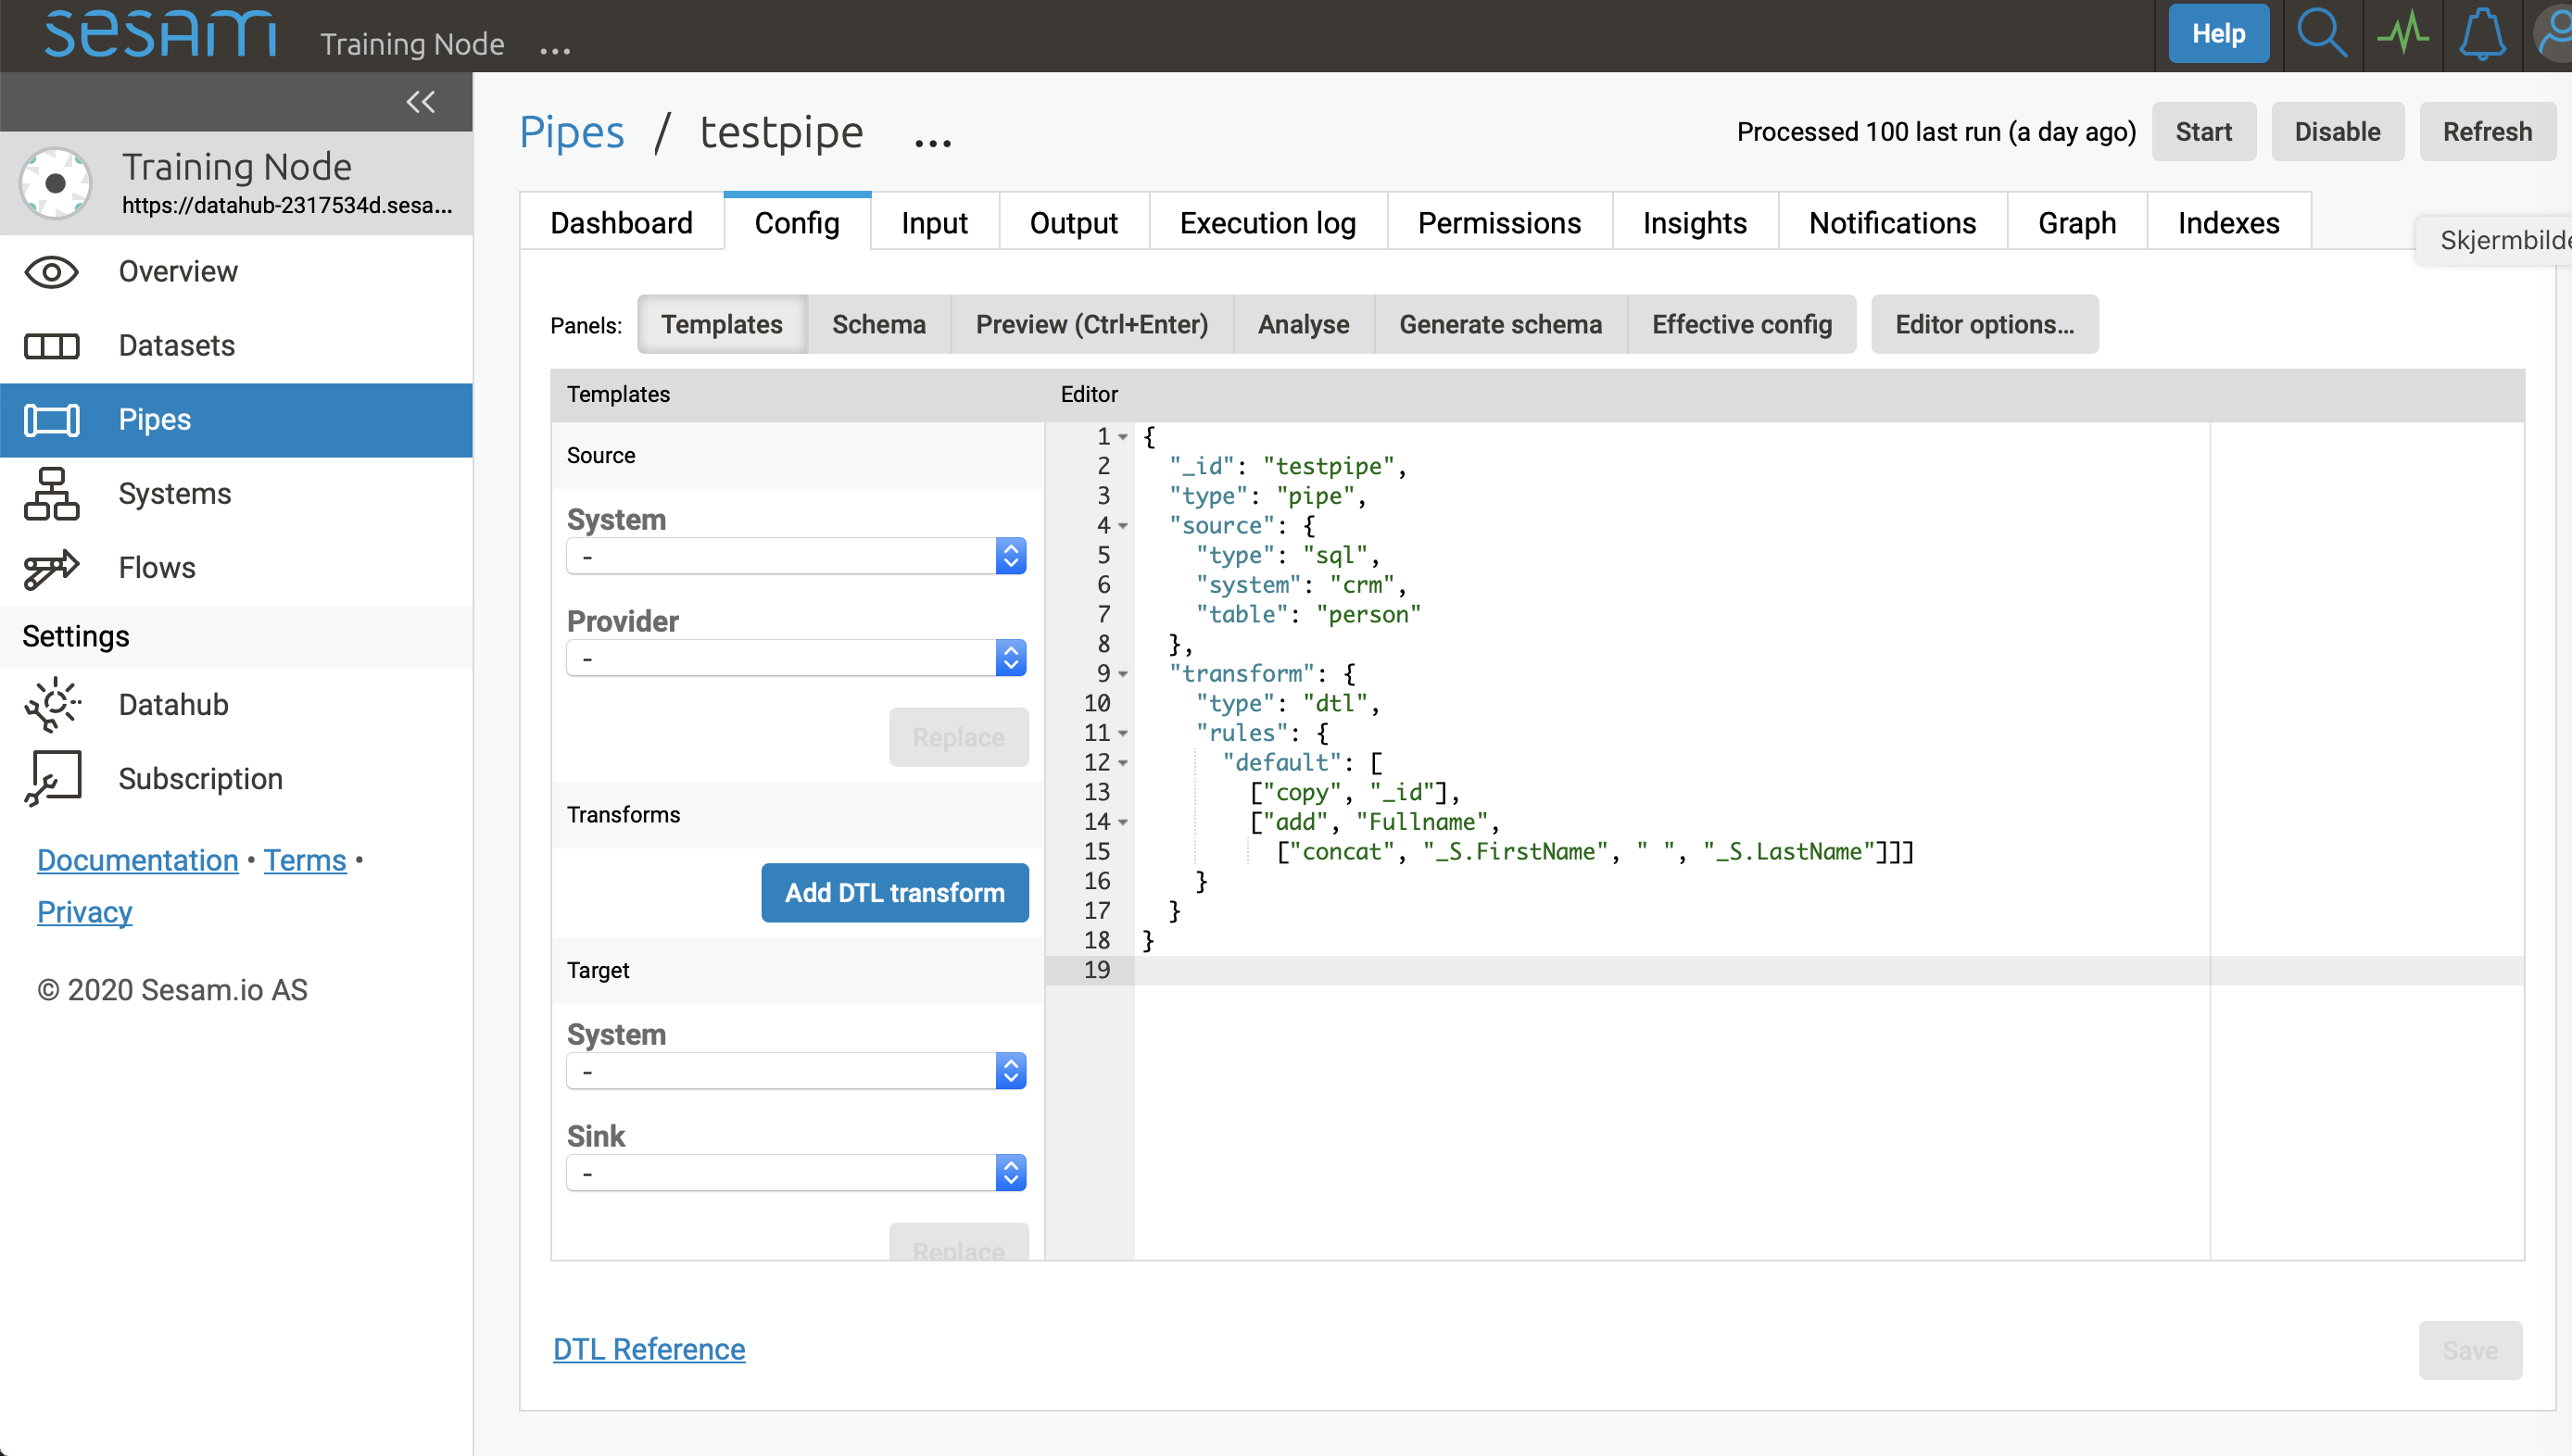 sesam Training Node ... Help
Training Node
https://datahub-2317534d.sesa...
Overview
Datasets
Pipes
Systems
Flows
Settings
Datahub
Subscription
Documentation • Terms •
Privacy
© 2020 Sesam.io AS
Pipes / testpipe ... Processed 100 last run (a day ago) Start Disable Refresh
Dashboard Config Input Output Execution log Permissions Insights Notifications Graph Indexes
Panels: Templates Schema Preview (Ctrl+Enter) Analyse Generate schema Effective config Editor options...
Templates
Source
System
-
Provider
-
Replace
Transforms
Add DTL transform
Target
System
-
Sink
-
Replace
Editor
1 {
2 "_id": "testpipe",
3 "type": "pipe",
4 "source": {
5 "type": "sql",
6 "system": "crm",
7 "table": "person"
8 },
9 "transform": {
10 "type": "dtl",
11 "rules": {
12 "default": [
13 ["copy", "_id"],
14 ["add", "Fullname",
15 ["concat", "_S.FirstName", " ", "_S.LastName"]]]
16 }
17 }
18 }
19
DTL Reference
Save